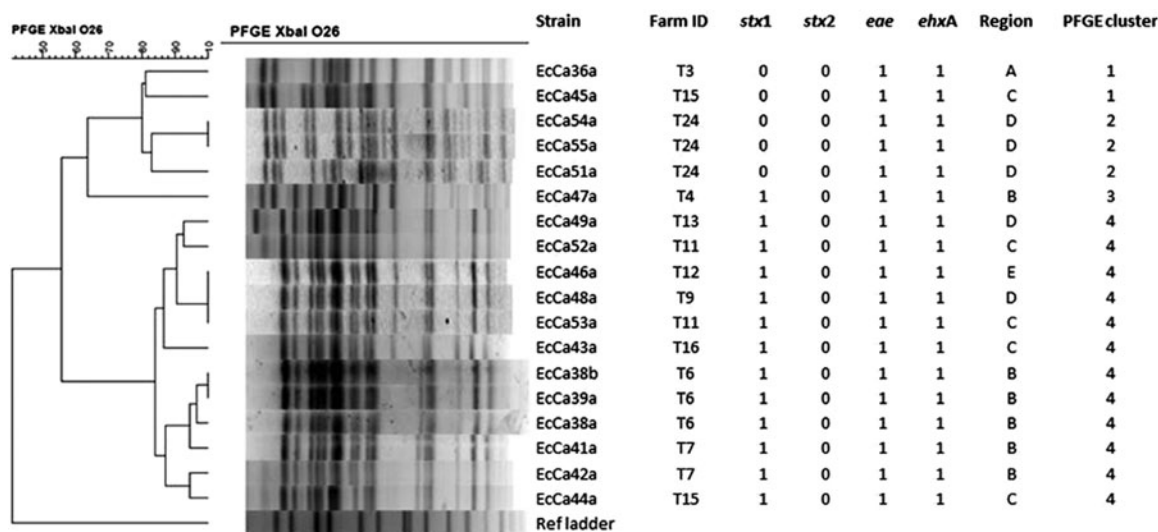 PFGE XbaI O26
PFGE XbaI O26
Strain Farm ID stx1 stx2 eae ehxA Region PFGE cluster
50 60 70 80 90 10
EcCa36a T3 0 0 1 1 A 1
EcCa45a T15 0 0 1 1 C 1
EcCa54a T24 0 0 1 1 D 2
EcCa55a T24 0 0 1 1 D 2
EcCa51a T24 0 0 1 1 D 2
EcCa47a T4 1 0 1 1 B 3
EcCa49a T13 1 0 1 1 D 4
EcCa52a T11 1 0 1 1 C 4
EcCa46a T12 1 0 1 1 E 4
EcCa48a T9 1 0 1 1 D 4
EcCa53a T11 1 0 1 1 C 4
EcCa43a T16 1 0 1 1 C 4
EcCa38b T6 1 0 1 1 B 4
EcCa39a T6 1 0 1 1 B 4
EcCa38a T6 1 0 1 1 B 4
EcCa41a T7 1 0 1 1 B 4
EcCa42a T7 1 0 1 1 B 4
EcCa44a T15 1 0 1 1 C 4
Ref ladder